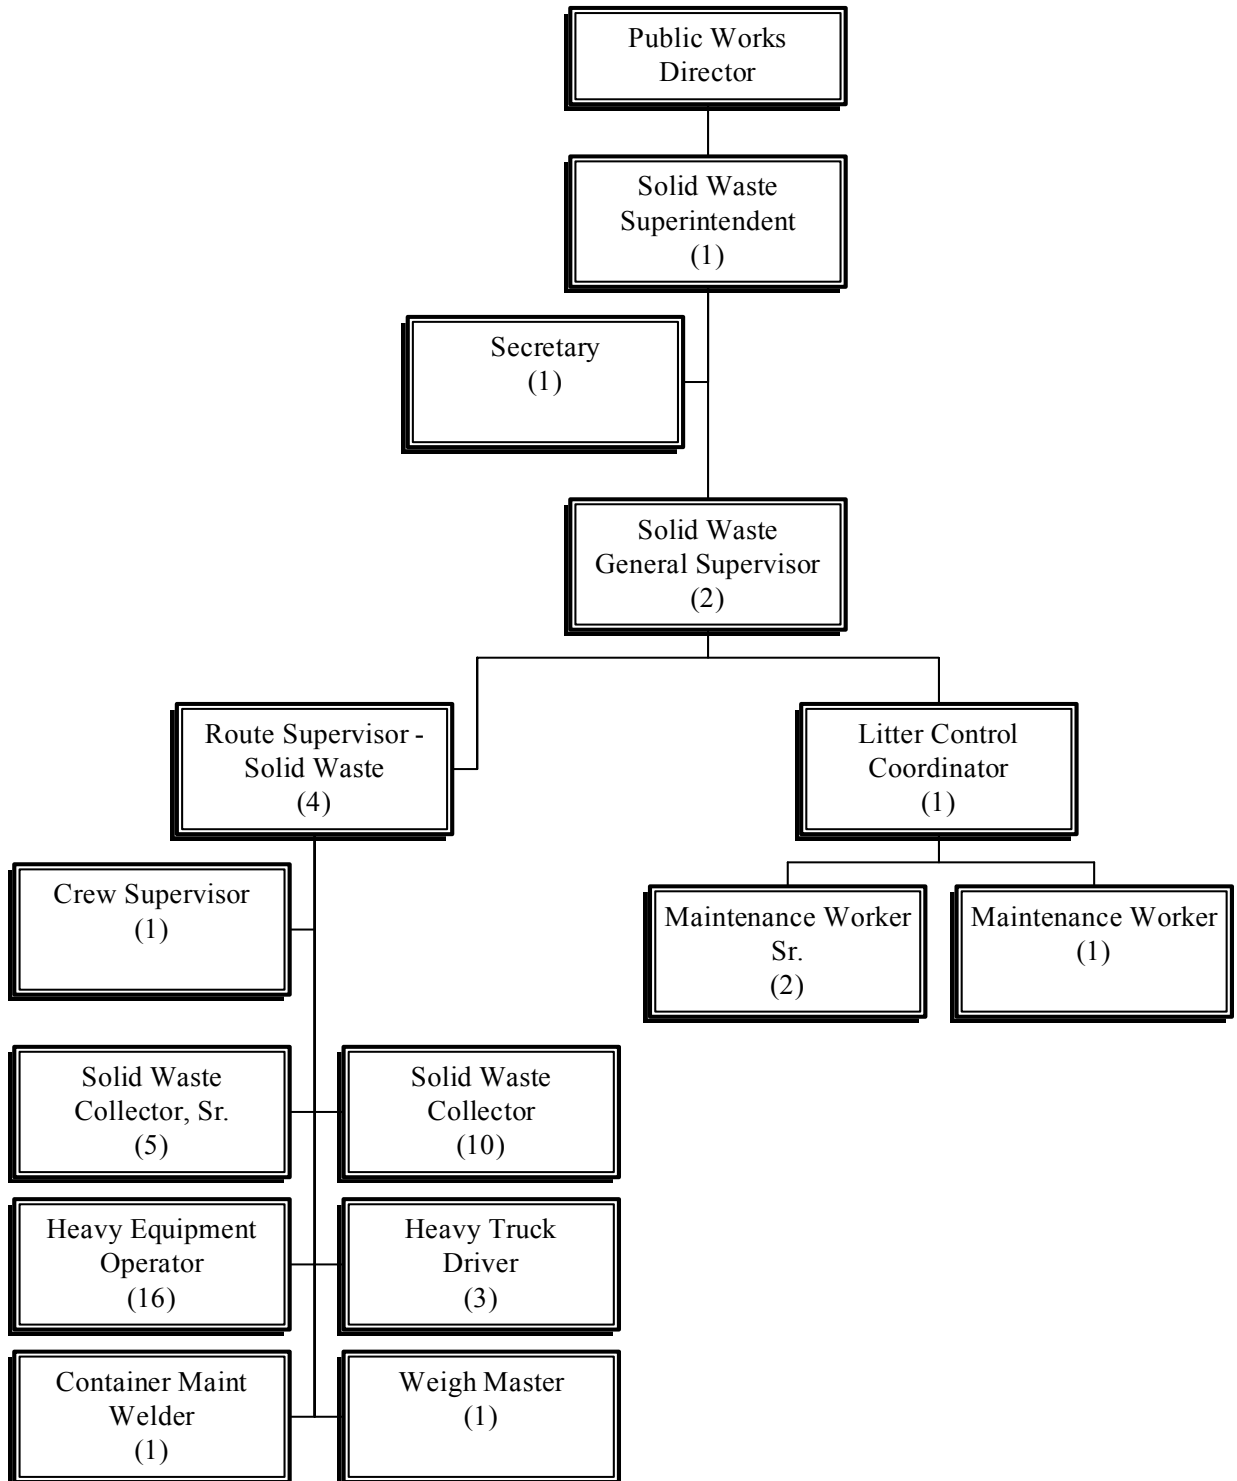 Public Works
Director
Solid Waste
Superintendent
(1)
Secretary
(1)
Solid Waste
General Supervisor
(2)
Route Supervisor -
Solid Waste
(4)
Litter Control
Coordinator
(1)
Crew Supervisor
(1)
Maintenance Worker
Sr.
(2)
Maintenance Worker
(1)
Solid Waste
Collector, Sr.
(5)
Solid Waste
Collector
(10)
Heavy Equipment
Operator
(16)
Heavy Truck
Driver
(3)
Container Maint
Welder
(1)
Weigh Master
(1)